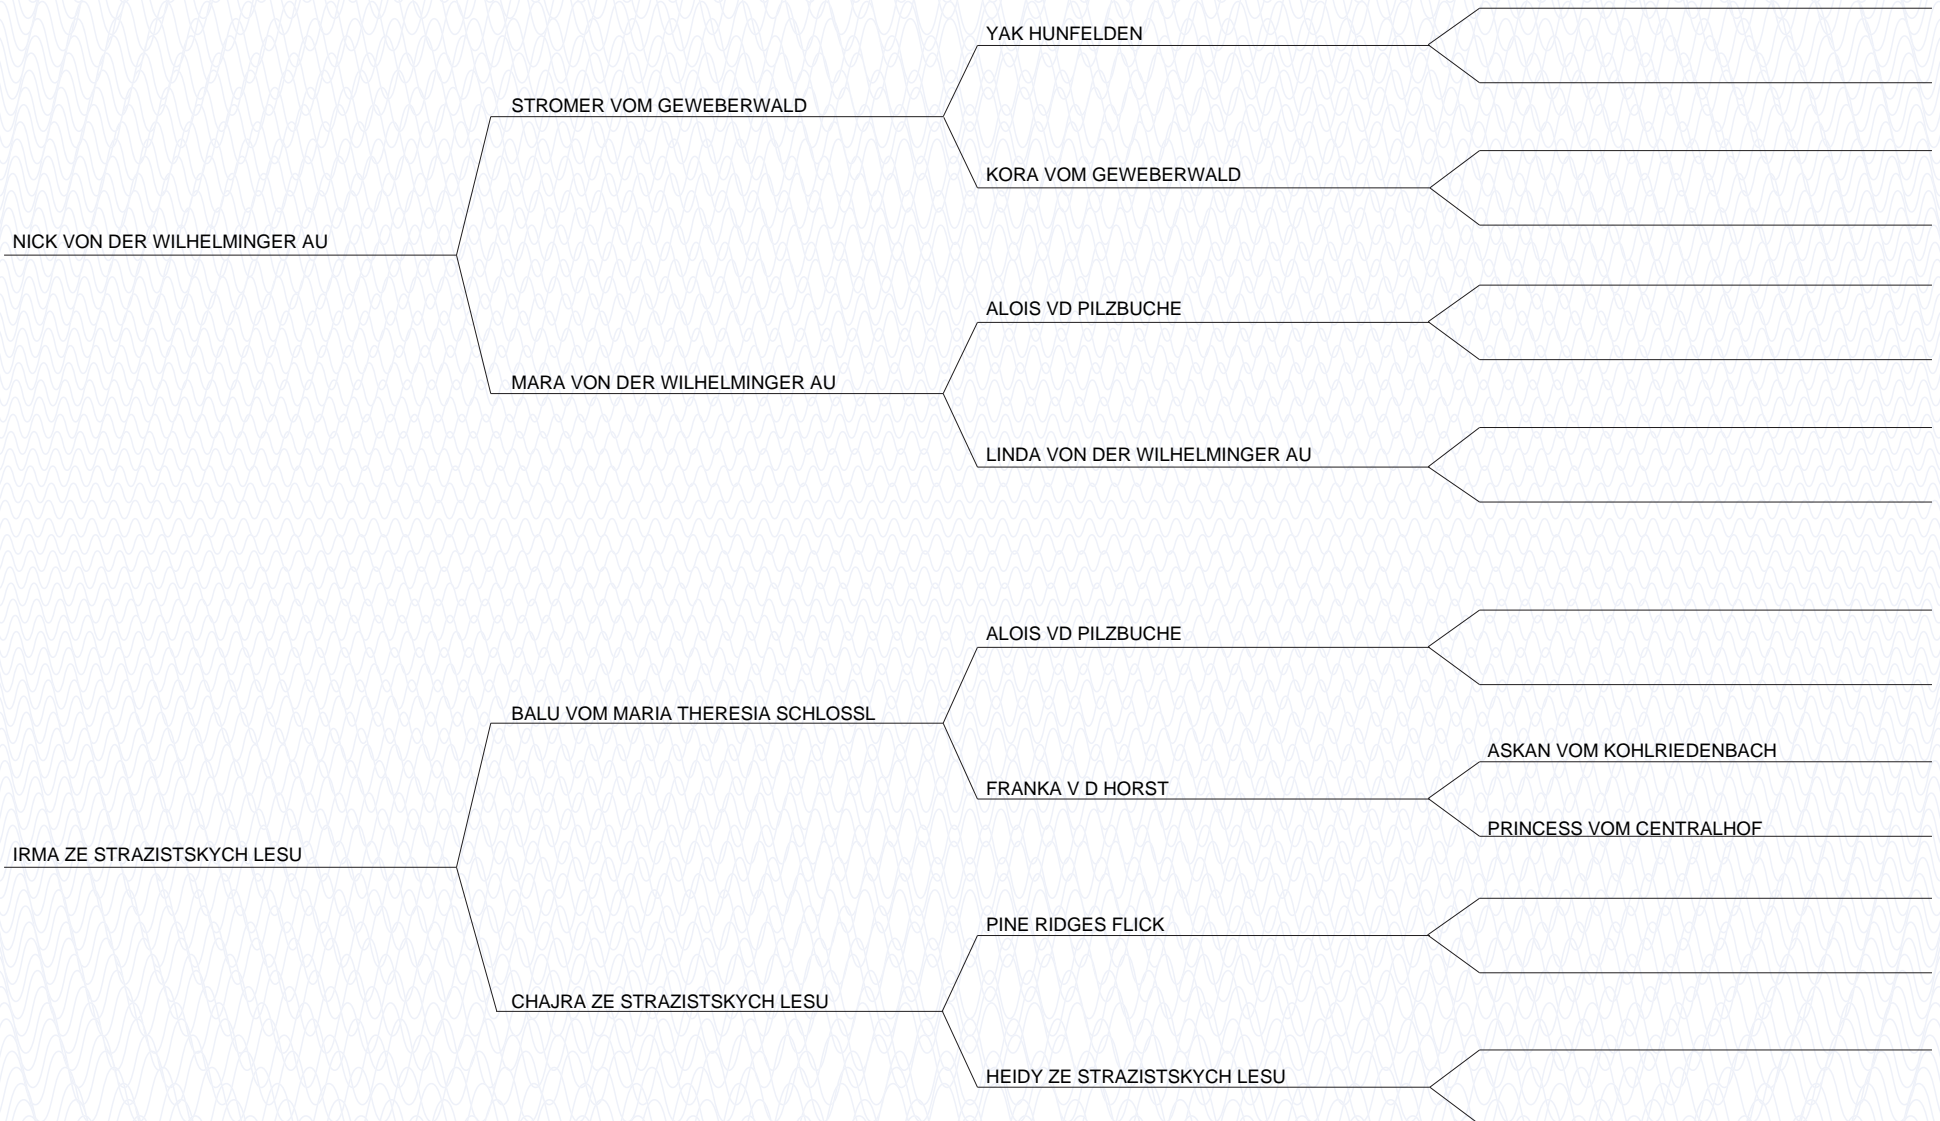 YAK HUNFELDEN
STROMER VOM GEWEBERWALD
KORA VOM GEWEBERWALD
NICK VON DER WILHELMINGER AU
ALOIS VD PILZBUCHE
MARA VON DER WILHELMINGER AU
LINDA VON DER WILHELMINGER AU
ALOIS VD PILZBUCHE
BALU VOM MARIA THERESIA SCHLOSSL
ASKAN VOM KOHLRIEDENBACH
FRANKA V D HORST
PRINCESS VOM CENTRALHOF
IRMA ZE STRAZISTSKYCH LESU
PINE RIDGES FLICK
CHAJRA ZE STRAZISTSKYCH LESU
HEIDY ZE STRAZISTSKYCH LESU